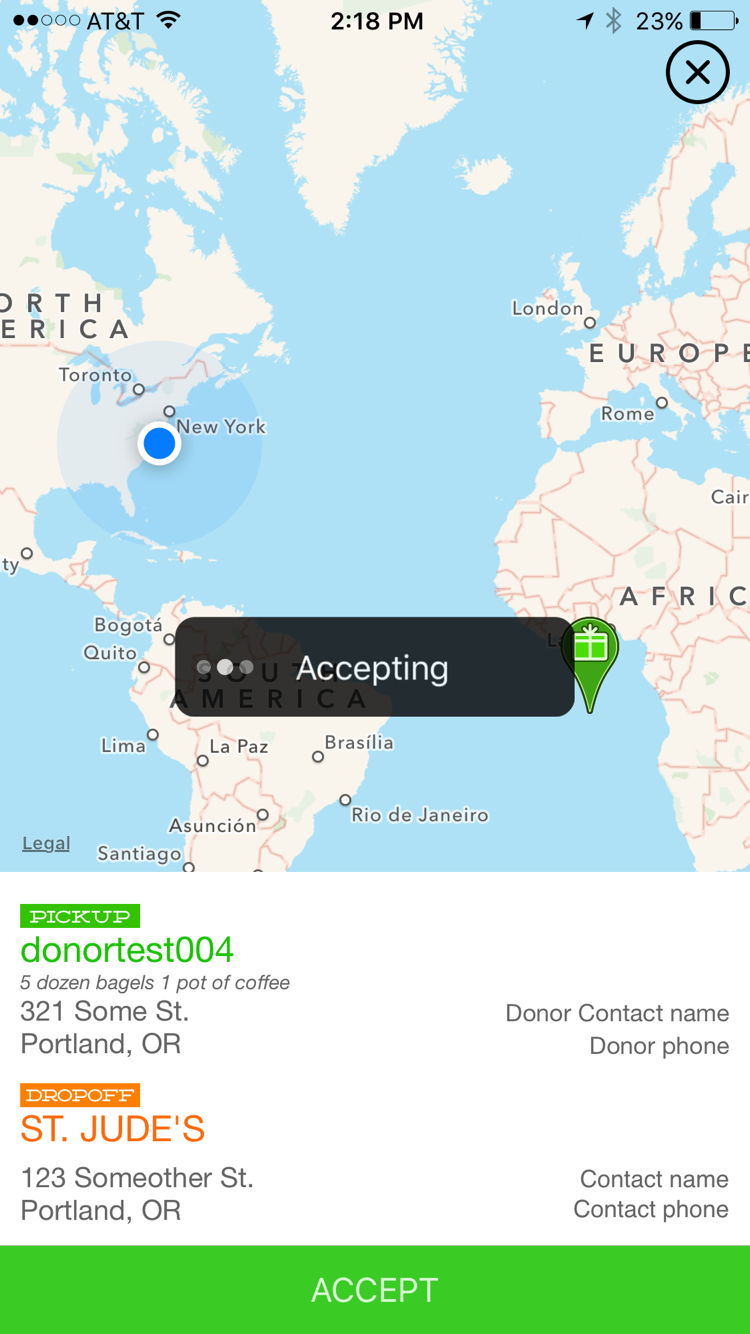 AT&T 2:18 PM 23%
London
ORTH
ERICA
EUROPE
Toronto
Rome
New York
Cair
ty
AFRIC
Bogotá
Quito
L
Accepting
SOUTH
AMERICA
Lima
La Paz
Brasília
Rio de Janeiro
Asunción
Legal
Santiago
PICKUP
donortest004
5 dozen bagels 1 pot of coffee
321 Some St.
Donor Contact name
Portland, OR
Donor phone
DROPOFF
ST. JUDE'S
123 Someother St.
Contact name
Portland, OR
Contact phone
ACCEPT